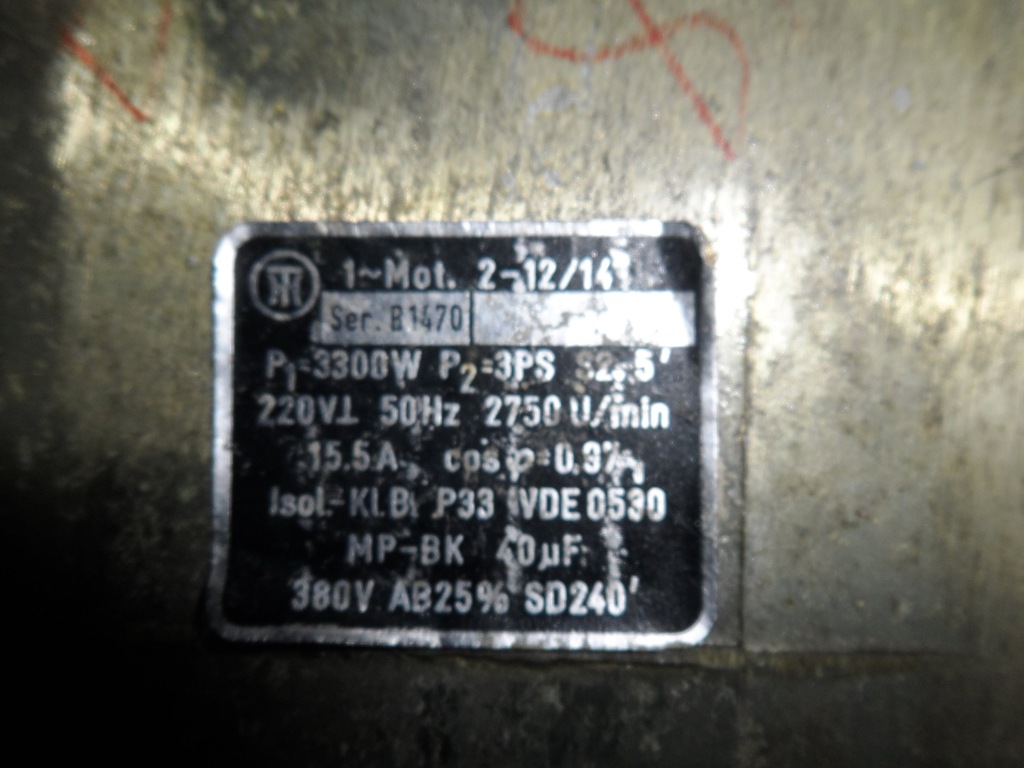 1~Mot. 2-12/14
Ser. B1470
P₁=3300W P₂=3PS S2, 5'
220V⊥ 50Hz 2750 U/min
15.5A, cos φ=0.97
Isol.-Kl.B, P33 VDE 0530
MP-BK 40µF
380V AB25% SD240'